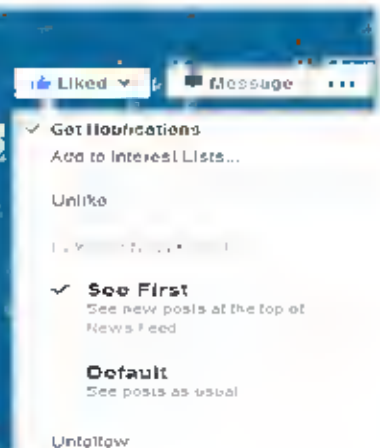 Liked Message ...
Get Notifications
Add to Interest Lists...
Unlike
See First
See new posts at the top of
News Feed
Default
See posts as usual
Unfollow